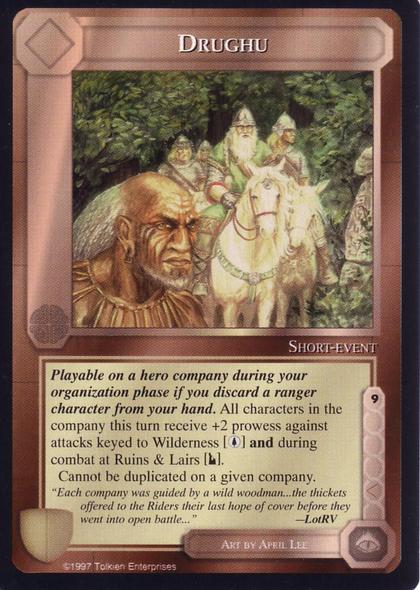 DRUGHU
SHORT-EVENT
Playable on a hero company during your
organization phase if you discard a ranger
character from your hand. All characters in the
company this turn receive +2 prowess against
attacks keyed to Wilderness [ ] and during
combat at Ruins & Lairs [ ].
Cannot be duplicated on a given company.
"Each company was guided by a wild woodman...the thickets
offered to the Riders their last hope of cover before they
went into open battle..." —LotRV
9
ART BY APRIL LEE
©1997 Tolkien Enterprises